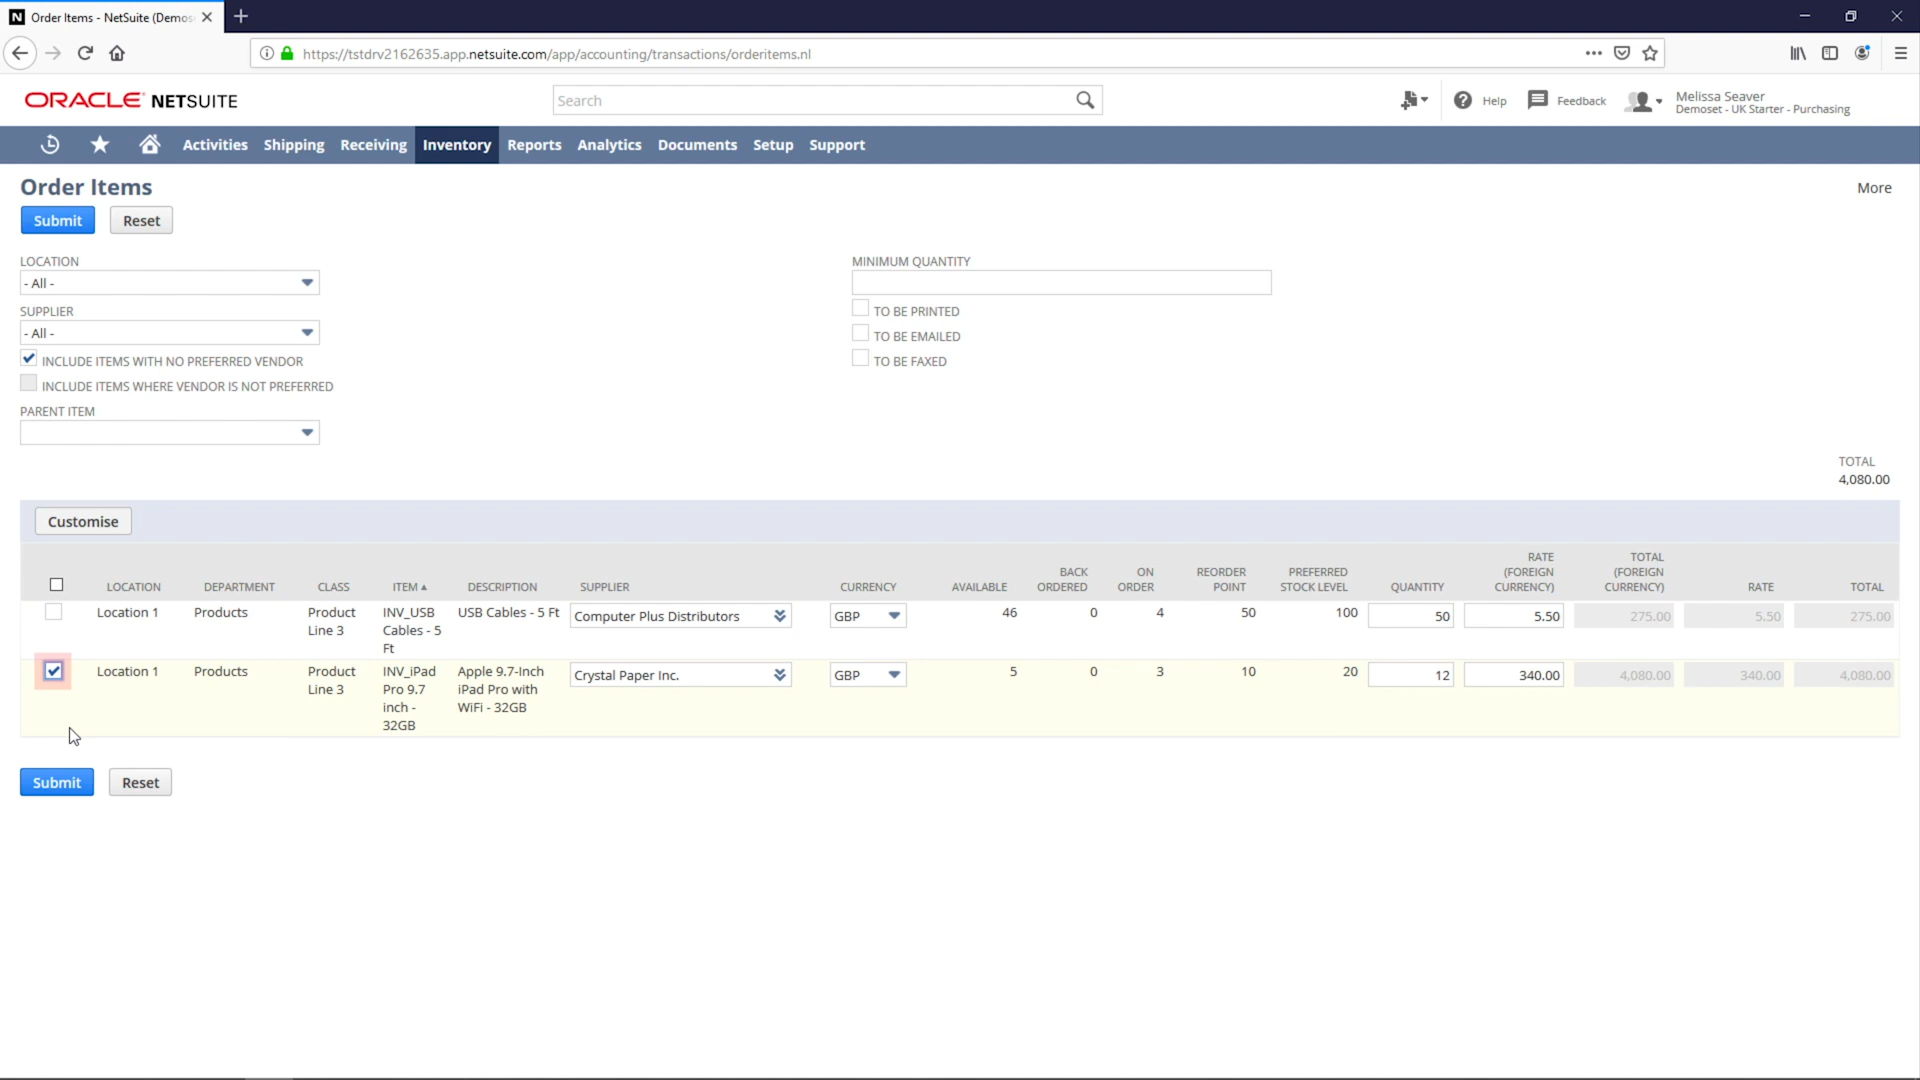 Order Items - NetSuite (Demos
https://tstdrv2162635.app.netsuite.com/app/accounting/transactions/orderitems.nl
ORACLE NETSUITE
Search
Help
Feedback
Melissa Seaver
Demoset - UK Starter - Purchasing
Activities Shipping Receiving Inventory Reports Analytics Documents Setup Support
Order Items
More
Submit Reset
LOCATION
- All -
SUPPLIER
- All -
INCLUDE ITEMS WITH NO PREFERRED VENDOR
INCLUDE ITEMS WHERE VENDOR IS NOT PREFERRED
PARENT ITEM
MINIMUM QUANTITY
TO BE PRINTED
TO BE EMAILED
TO BE FAXED
TOTAL
4,080.00
Customise
LOCATION DEPARTMENT CLASS ITEM DESCRIPTION SUPPLIER CURRENCY AVAILABLE BACK ORDERED ON ORDER REORDER POINT PREFERRED STOCK LEVEL QUANTITY RATE (FOREIGN CURRENCY) TOTAL (FOREIGN CURRENCY) RATE TOTAL
Location 1 Products Product Line 3 INV_USB Cables - 5 Ft USB Cables - 5 Ft Computer Plus Distributors GBP 46 0 4 50 100 50 5.50 275.00 5.50 275.00
Location 1 Products Product Line 3 INV_iPad Pro 9.7 inch - 32GB Apple 9.7-Inch iPad Pro with WiFi - 32GB Crystal Paper Inc. GBP 5 0 3 10 20 12 340.00 4,080.00 340.00 4,080.00
Submit Reset